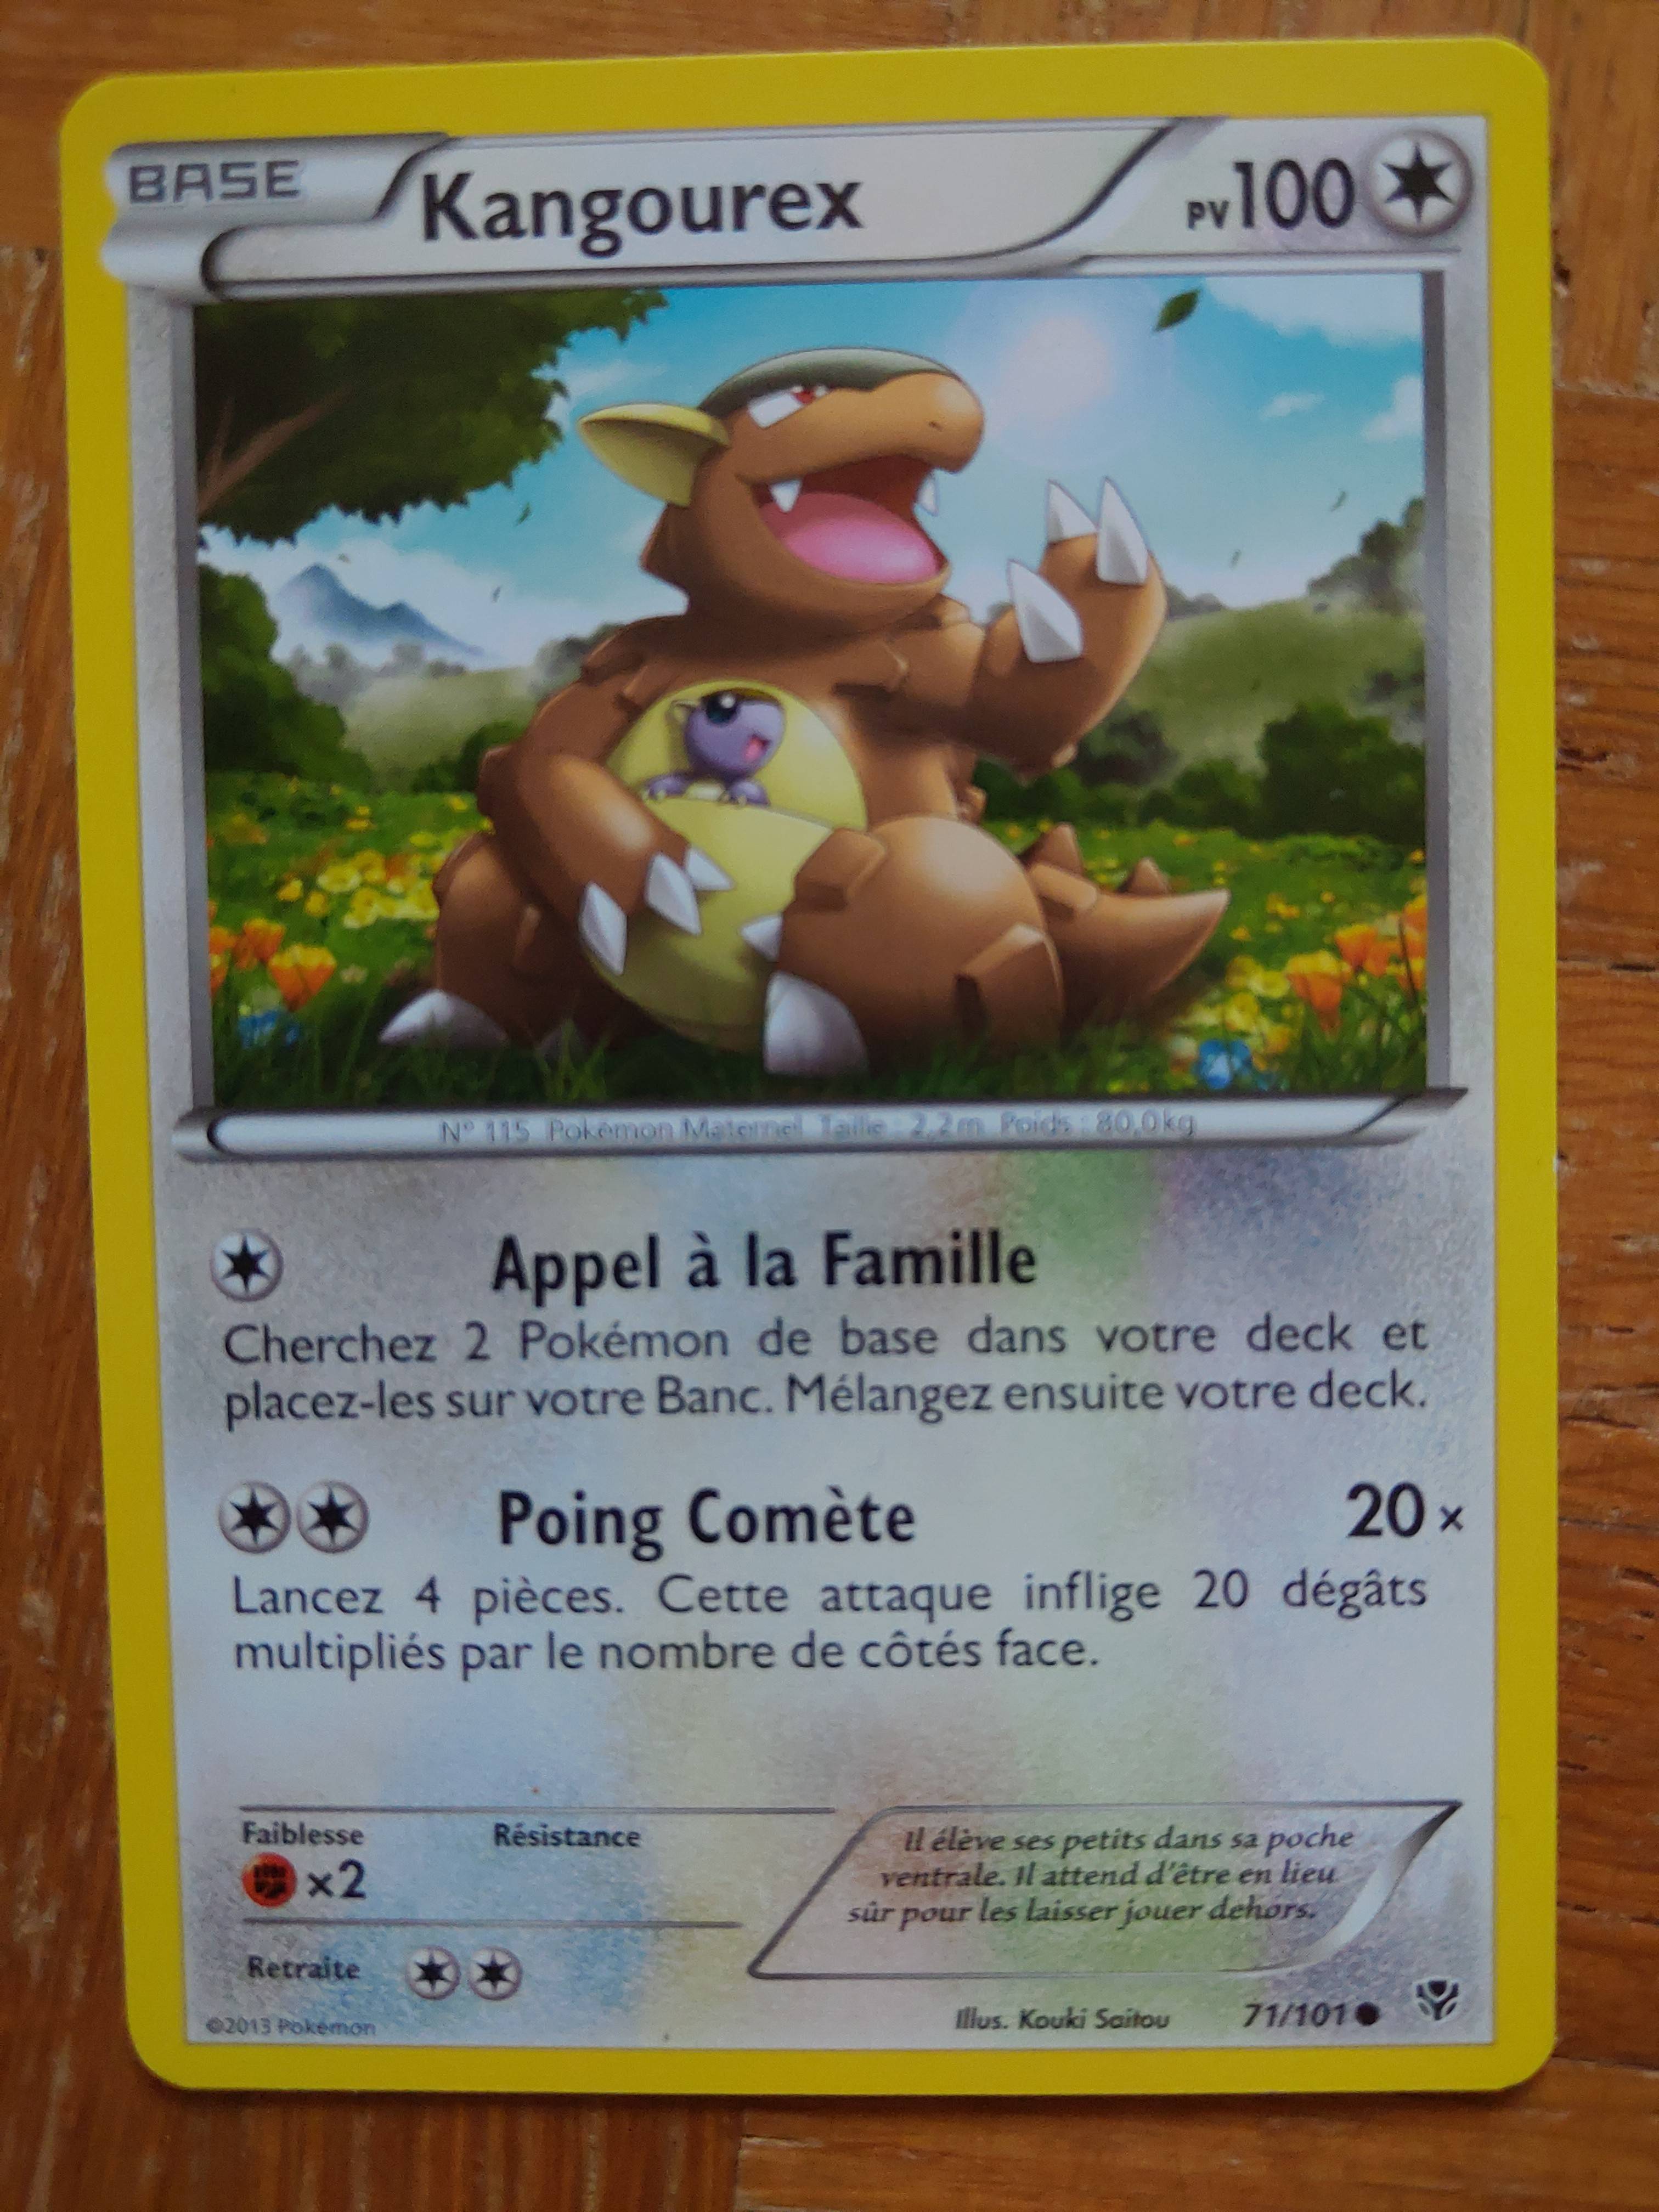 BASE Kangourex PV100
N° 115 Pokémon Maternel Taille : 2,2m Poids : 80,0kg
Appel à la Famille
Cherchez 2 Pokémon de base dans votre deck et
placez-les sur votre Banc. Mélangez ensuite votre deck.
Poing Comète 20×
Lancez 4 pièces. Cette attaque inflige 20 dégâts
multipliés par le nombre de côtés face.
Faiblesse Résistance
×2
Il élève ses petits dans sa poche
ventrale. Il attend d'être en lieu
sûr pour les laisser jouer dehors.
Retraite
©2013 Pokémon Illus. Kouki Saitou 71/101